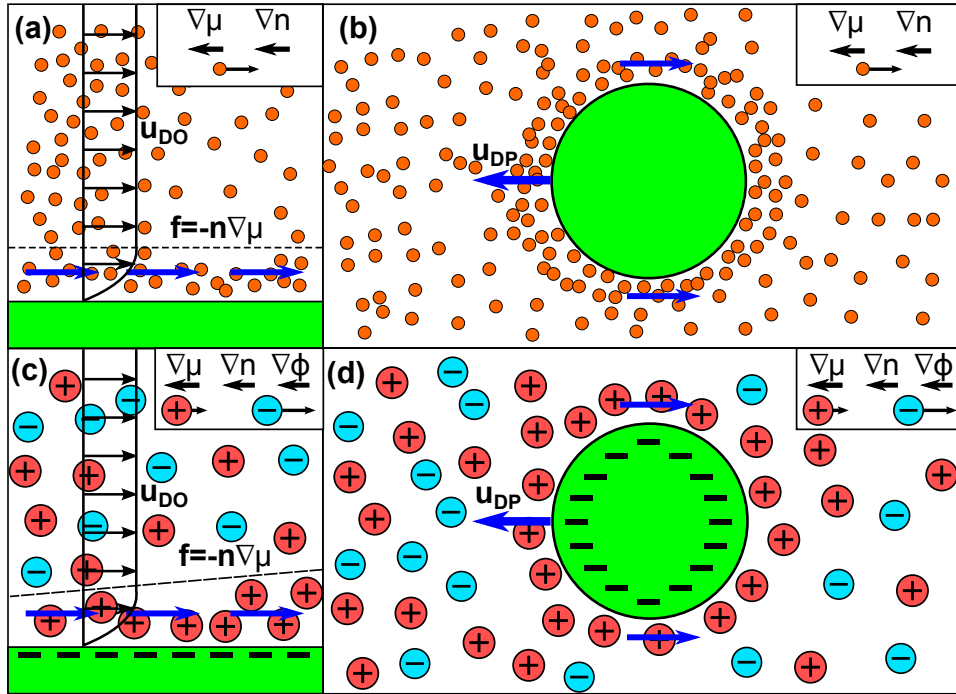 (a)
∇μ ∇n
u_DO
f=-n∇μ
(b)
∇μ ∇n
u_DP
(c)
∇μ ∇n ∇ϕ
+ −
u_DO
f=-n∇μ
(d)
∇μ ∇n ∇ϕ
+ −
u_DP